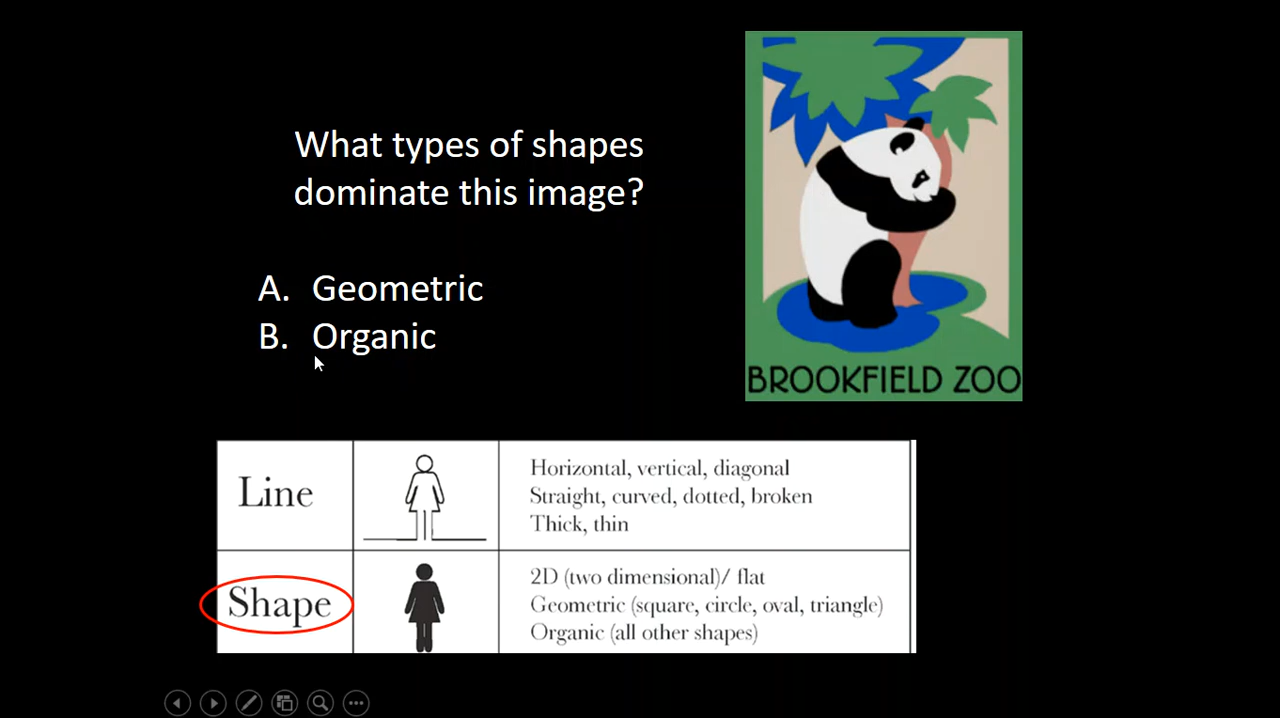 What types of shapes
dominate this image?
A. Geometric
B. Organic
BROOKFIELD ZOO
Line
Horizontal, vertical, diagonal
Straight, curved, dotted, broken
Thick, thin
Shape
2D (two dimensional)/ flat
Geometric (square, circle, oval, triangle)
Organic (all other shapes)